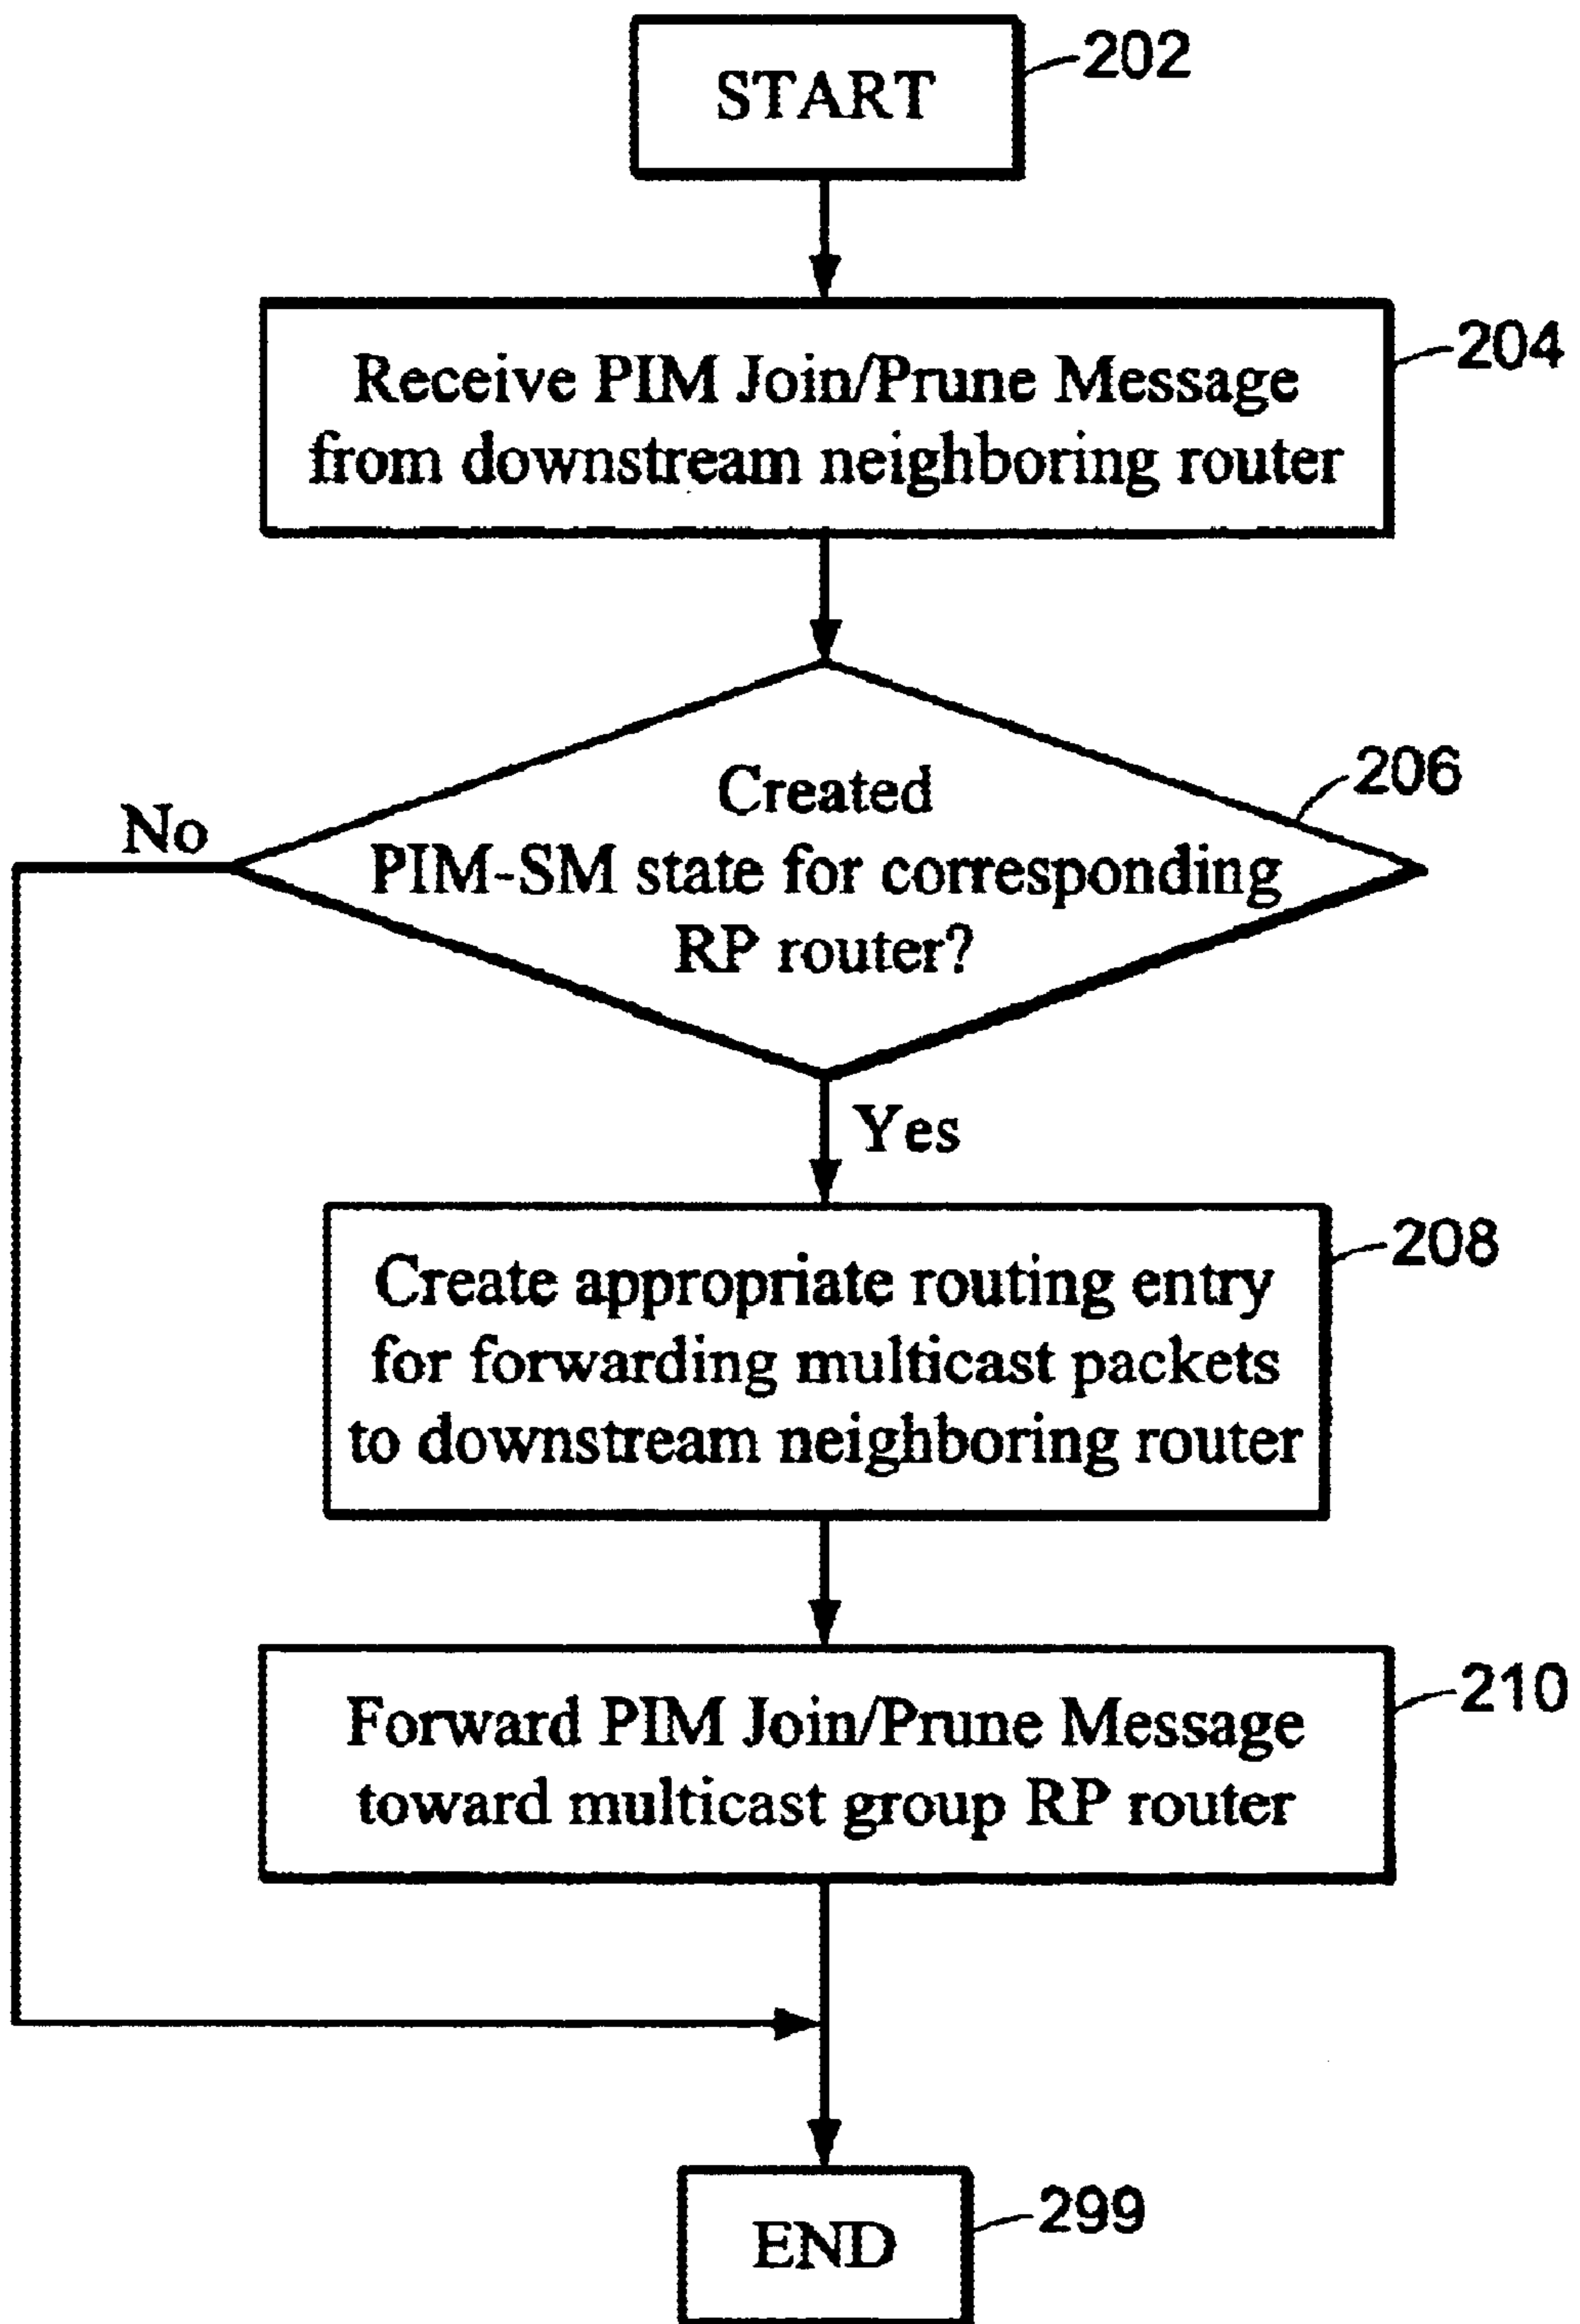 START
202
Receive PIM Join/Prune Message
from downstream neighboring router
204
Created
PIM-SM state for corresponding
RP router?
206
No
Yes
Create appropriate routing entry
for forwarding multicast packets
to downstream neighboring router
208
Forward PIM Join/Prune Message
toward multicast group RP router
210
END
299